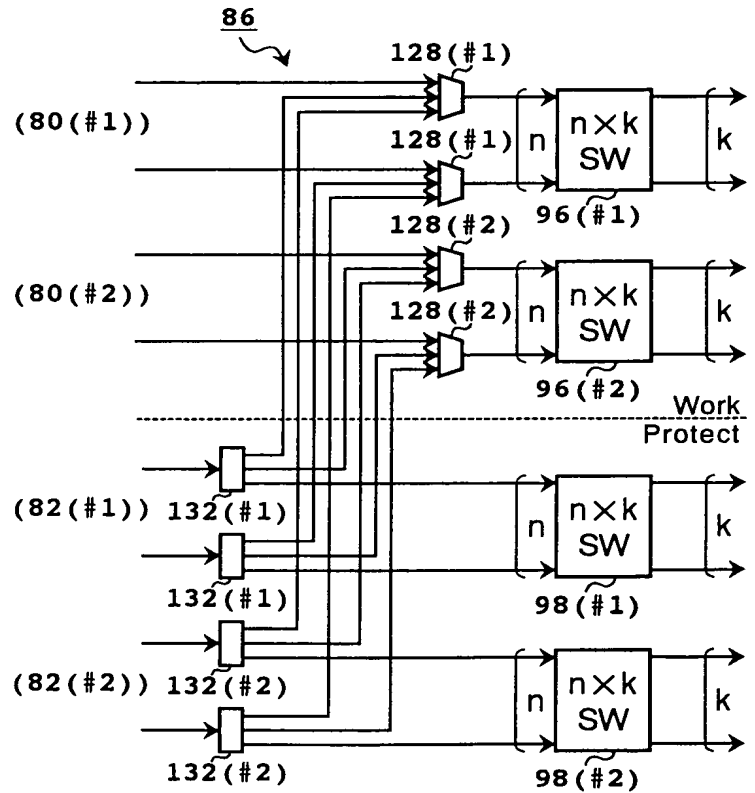 86
128(#1)
(80(#1))
n
n×k
SW
k
128(#1)
96(#1)
128(#2)
(80(#2))
n
n×k
SW
k
128(#2)
96(#2)
Work
Protect
(82(#1))
132(#1)
n
n×k
SW
k
132(#1)
98(#1)
(82(#2))
132(#2)
n
n×k
SW
k
132(#2)
98(#2)